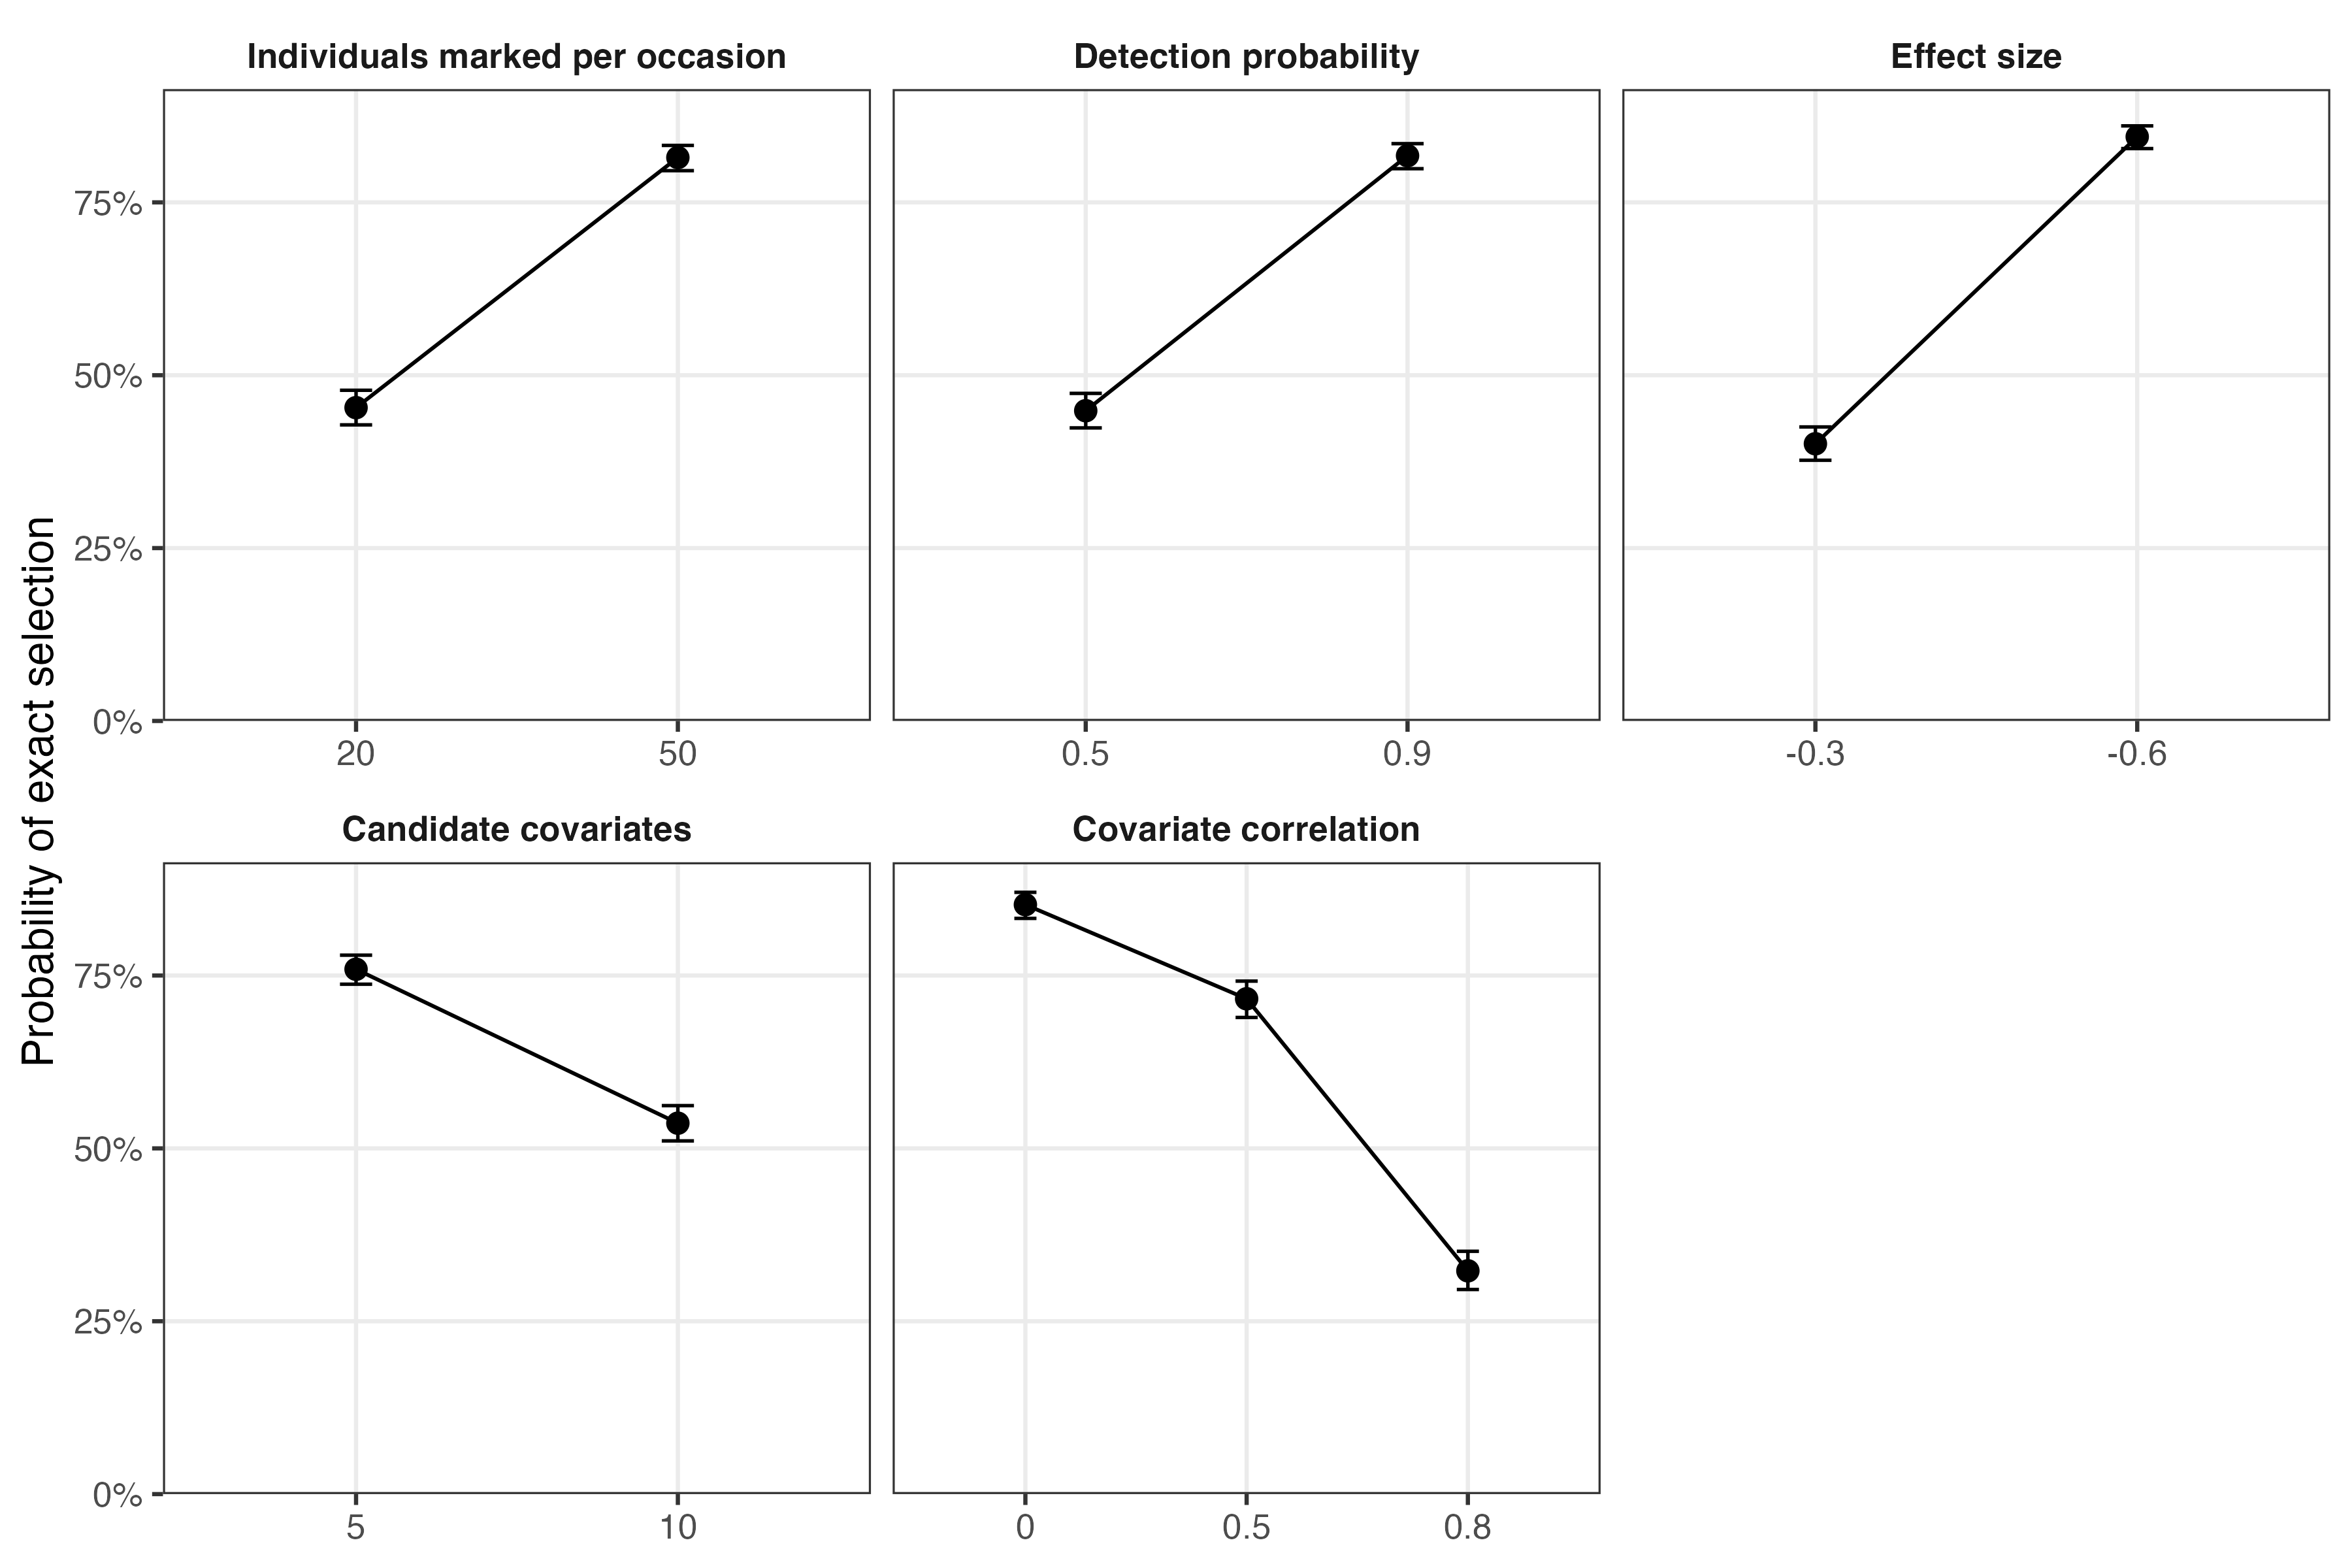 Probability of exact selection
Individuals marked per occasion
Detection probability
Effect size
75%
50%
25%
0%
20 50
0.5 0.9
-0.3 -0.6
Candidate covariates
Covariate correlation
75%
50%
25%
0%
5 10
0 0.5 0.8